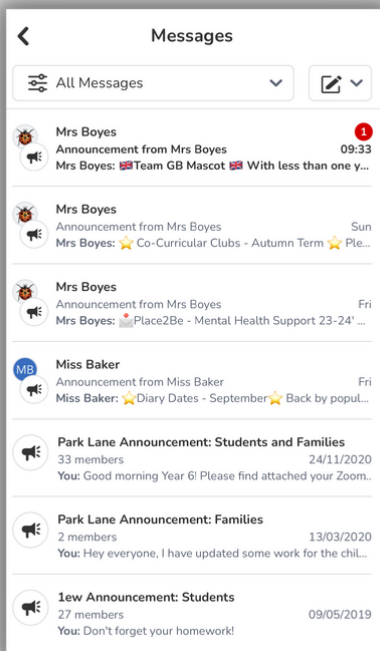 Messages
All Messages
Mrs Boyes 1
Announcement from Mrs Boyes 09:33
Mrs Boyes: 🇬🇧Team GB Mascot 🇬🇧 With less than one y...
Mrs Boyes
Announcement from Mrs Boyes Sun
Mrs Boyes: ⭐ Co-Curricular Clubs - Autumn Term ⭐ Ple...
Mrs Boyes
Announcement from Mrs Boyes Fri
Mrs Boyes: 📩Place2Be - Mental Health Support 23-24' ...
MB Miss Baker
Announcement from Miss Baker Fri
Miss Baker: ⭐Diary Dates - September⭐ Back by popul...
Park Lane Announcement: Students and Families
33 members 24/11/2020
You: Good morning Year 6! Please find attached your Zoom..
Park Lane Announcement: Families
2 members 13/03/2020
You: Hey everyone, I have updated some work for the chil...
1ew Announcement: Students
27 members 09/05/2019
You: Don't forget your homework!